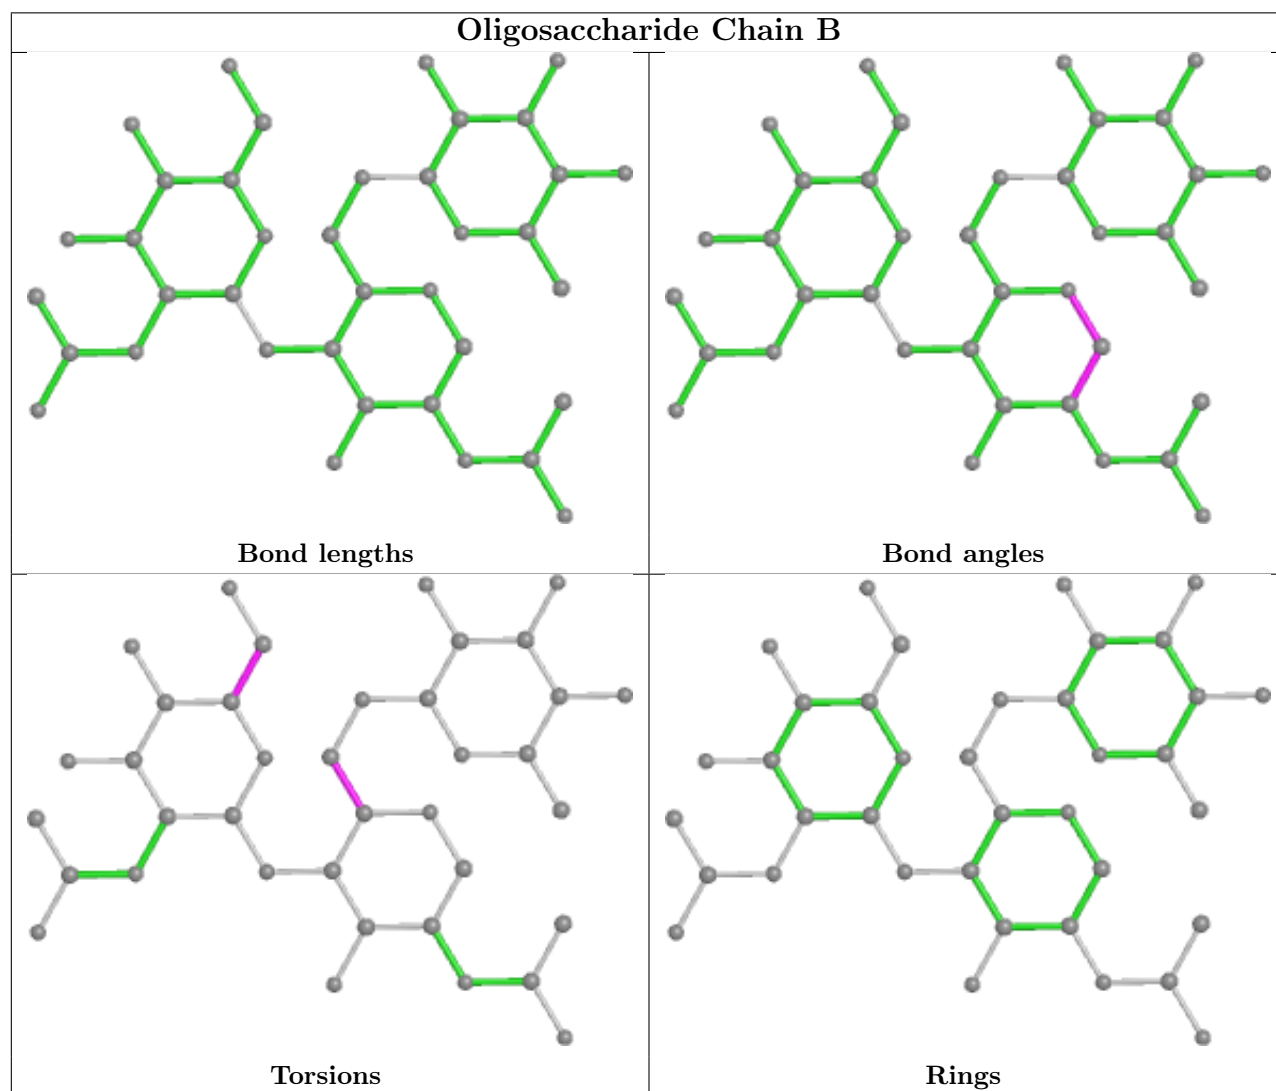 Oligosaccharide Chain B
Bond lengths
Bond angles
Torsions
Rings